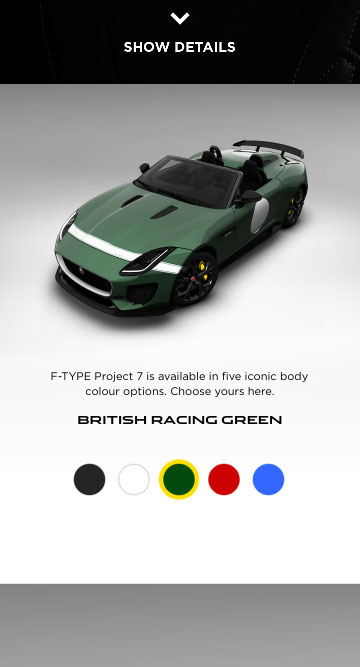 SHOW DETAILS
F-TYPE Project 7 is available in five iconic body
colour options. Choose yours here.
BRITISH RACING GREEN